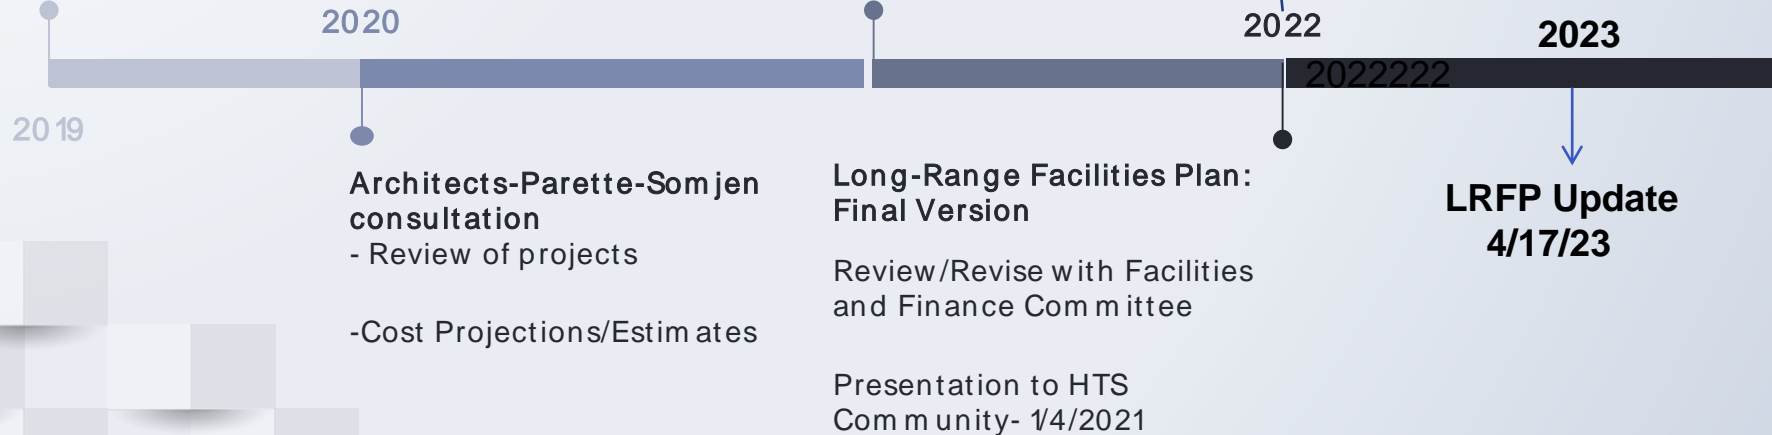 2020
2022
2023
2022222
2019
Architects-Parette-Somjen
consultation
- Review of projects
-Cost Projections/Estimates
Long-Range Facilities Plan:
Final Version
Review/Revise with Facilities
and Finance Committee
Presentation to HTS
Community- 1/4/2021
LRFP Update
4/17/23